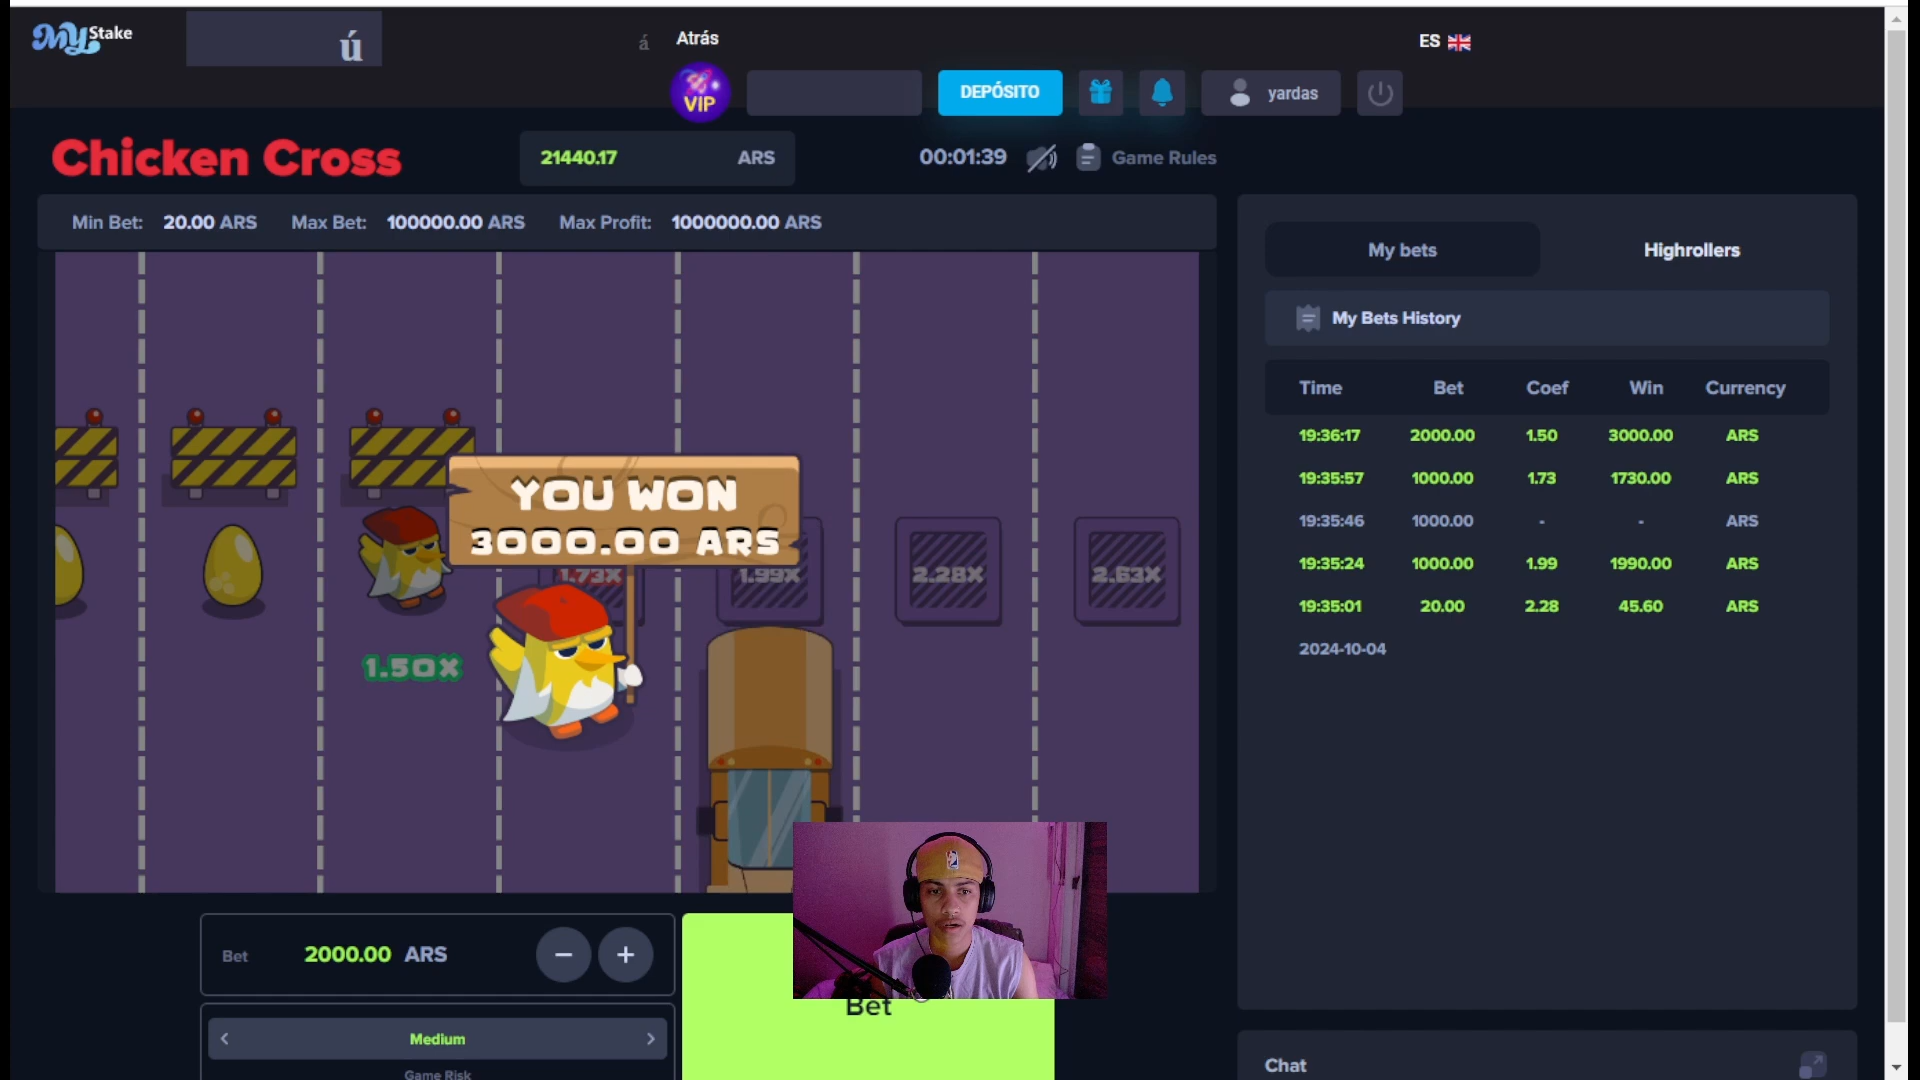 MyStake
ú
á
Atrás
ES
VIP
DEPÓSITO
yardas
Chicken Cross
21440.17 ARS
00:01:39
Game Rules
Min Bet: 20.00 ARS Max Bet: 100000.00 ARS Max Profit: 1000000.00 ARS
My bets
Highrollers
My Bets History
Time Bet Coef Win Currency
19:36:17 2000.00 1.50 3000.00 ARS
19:35:57 1000.00 1.73 1730.00 ARS
19:35:46 1000.00 - - ARS
19:35:24 1000.00 1.99 1990.00 ARS
19:35:01 20.00 2.28 45.60 ARS
2024-10-04
YOU WON
3000.00 ARS
1.73X
1.99X
2.28X
2.63X
1.50X
Bet 2000.00 ARS
− +
Bet
< Medium >
Game Risk
Chat